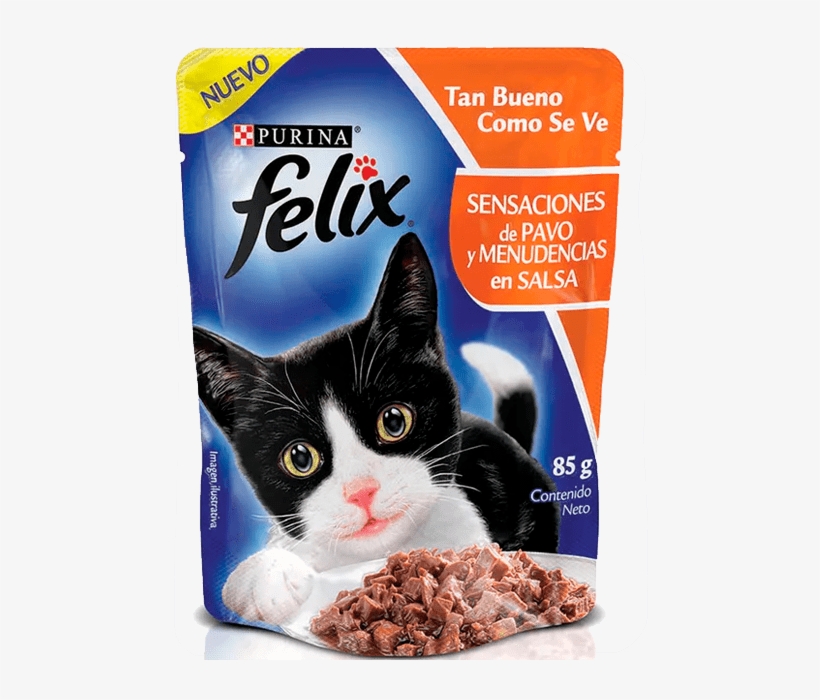 NUEVO
PURINA®
felix®
Tan Bueno
Como Se Ve
SENSACIONES
de PAVO
y MENUDENCIAS
en SALSA
85 g
Contenido
Neto
Imagen ilustrativa.